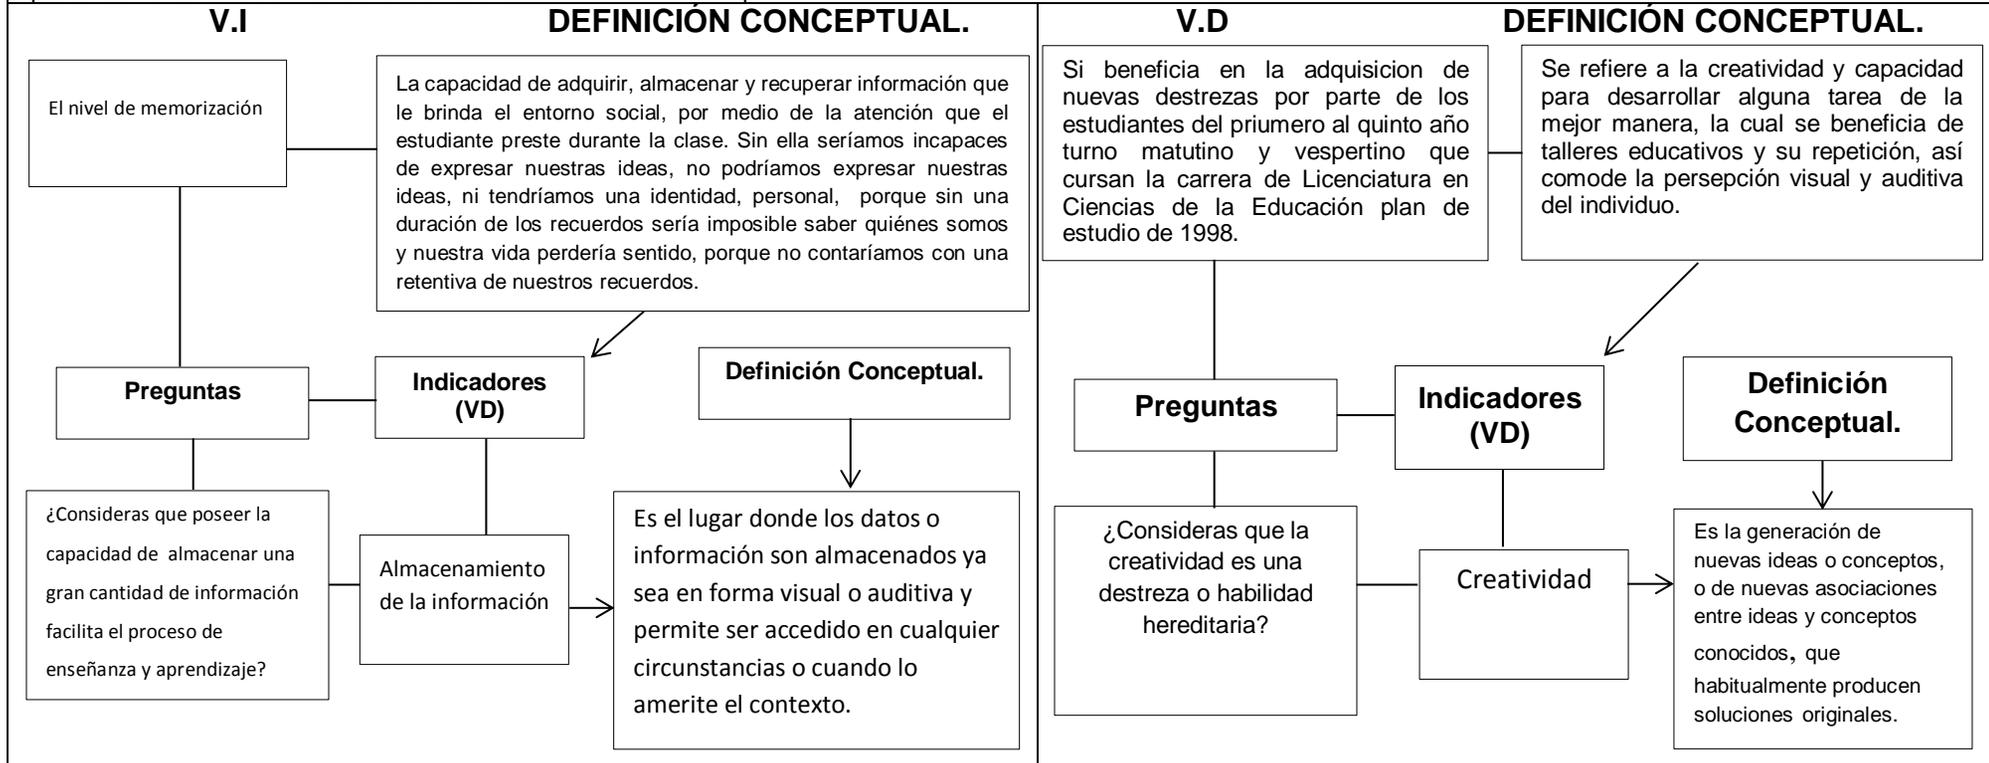 V.I
DEFINICIÓN CONCEPTUAL.
El nivel de memorización
La capacidad de adquirir, almacenar y recuperar información que
le brinda el entorno social, por medio de la atención que el
estudiante preste durante la clase. Sin ella seríamos incapaces
de expresar nuestras ideas, no podríamos expresar nuestras
ideas, ni tendríamos una identidad, personal, porque sin una
duración de los recuerdos sería imposible saber quiénes somos
y nuestra vida perdería sentido, porque no contaríamos con una
retentiva de nuestros recuerdos.
Preguntas
Indicadores
(VD)
Definición Conceptual.
¿Consideras que poseer la
capacidad de almacenar una
gran cantidad de información
facilita el proceso de
enseñanza y aprendizaje?
Almacenamiento
de la información
Es el lugar donde los datos o
información son almacenados ya
sea en forma visual o auditiva y
permite ser accedido en cualquier
circunstancias o cuando lo
amerite el contexto.
V.D
DEFINICIÓN CONCEPTUAL.
Si beneficia en la adquisicion de
nuevas destrezas por parte de los
estudiantes del priumero al quinto año
turno matutino y vespertino que
cursan la carrera de Licenciatura en
Ciencias de la Educación plan de
estudio de 1998.
Se refiere a la creatividad y capacidad
para desarrollar alguna tarea de la
mejor manera, la cual se beneficia de
talleres educativos y su repetición, así
comode la persepción visual y auditiva
del individuo.
Preguntas
Indicadores
(VD)
Definición
Conceptual.
¿Consideras que la
creatividad es una
destreza o habilidad
hereditaria?
Creatividad
Es la generación de
nuevas ideas o conceptos,
o de nuevas asociaciones
entre ideas y conceptos
conocidos, que
habitualmente producen
soluciones originales.